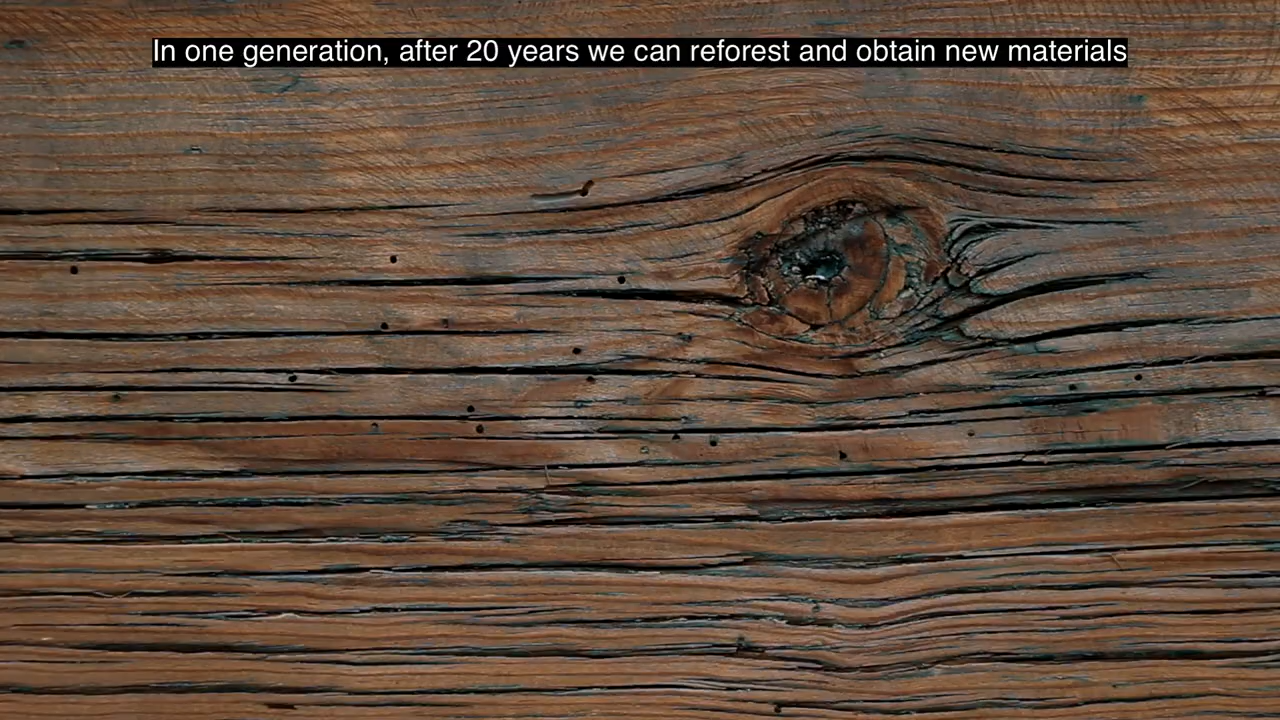 In one generation, after 20 years we can reforest and obtain new materials